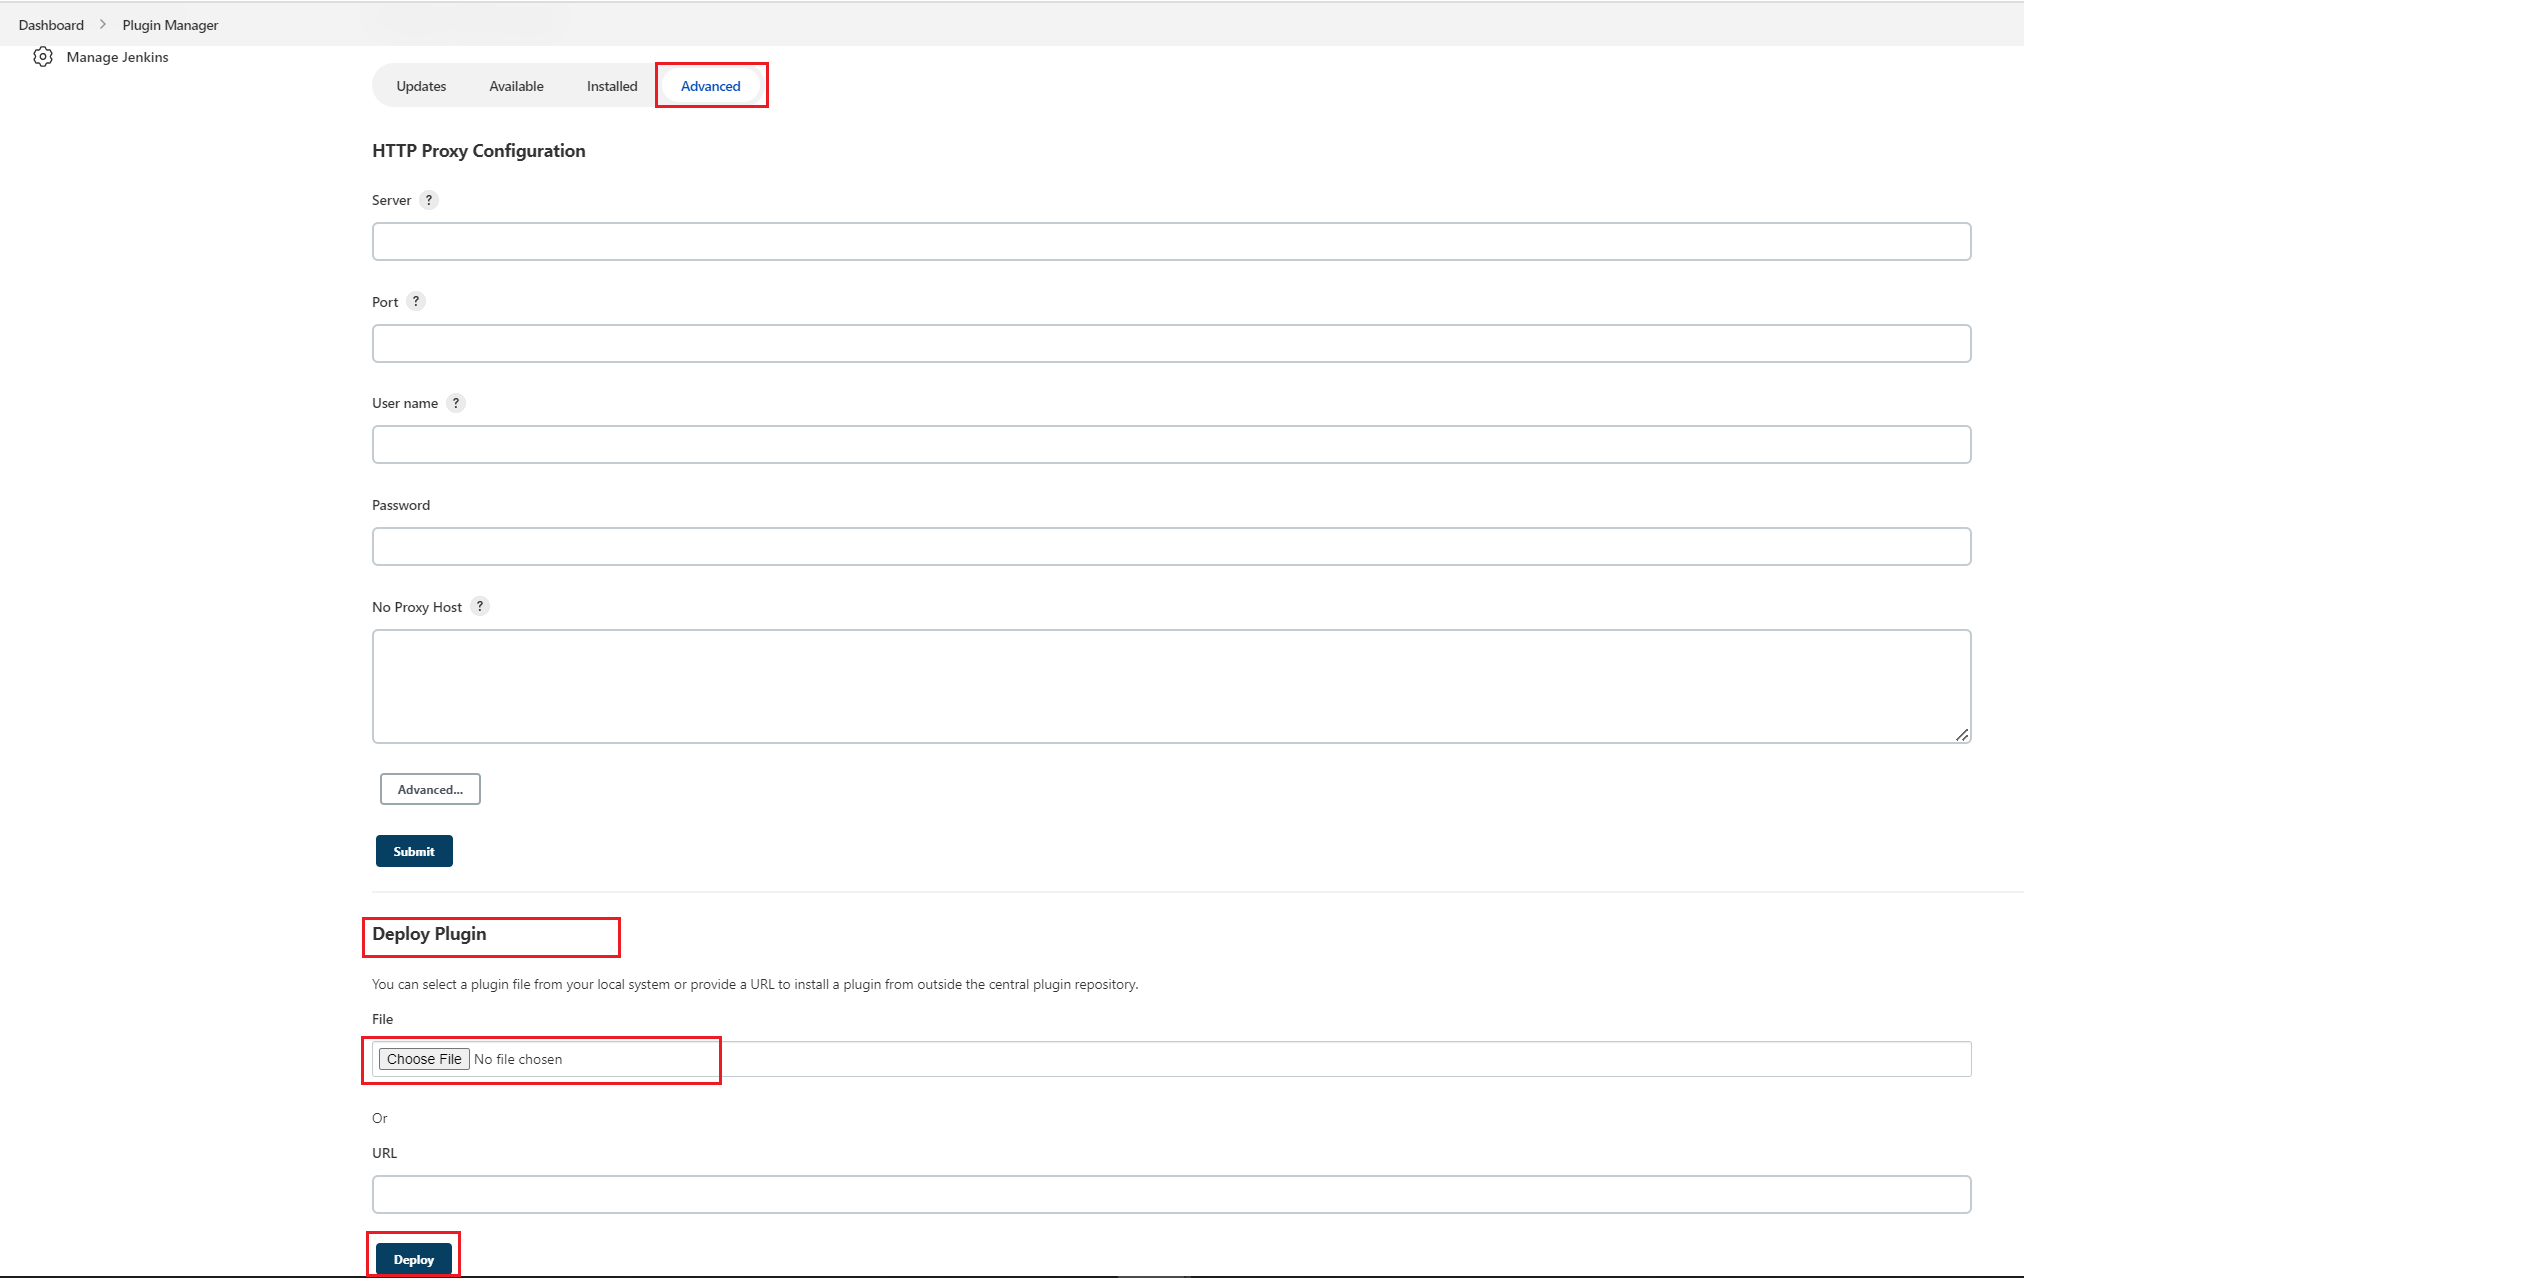 Dashboard > Plugin Manager
Manage Jenkins
Updates Available Installed Advanced
HTTP Proxy Configuration
Server ?
Port ?
User name ?
Password
No Proxy Host ?
Advanced...
Submit
Deploy Plugin
You can select a plugin file from your local system or provide a URL to install a plugin from outside the central plugin repository.
File
Choose File No file chosen
Or
URL
Deploy